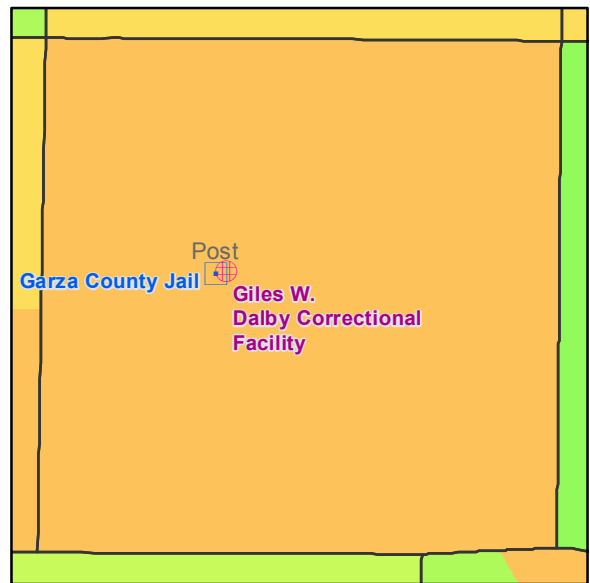 Post
Garza County Jail
Giles W.
Dalby Correctional
Facility